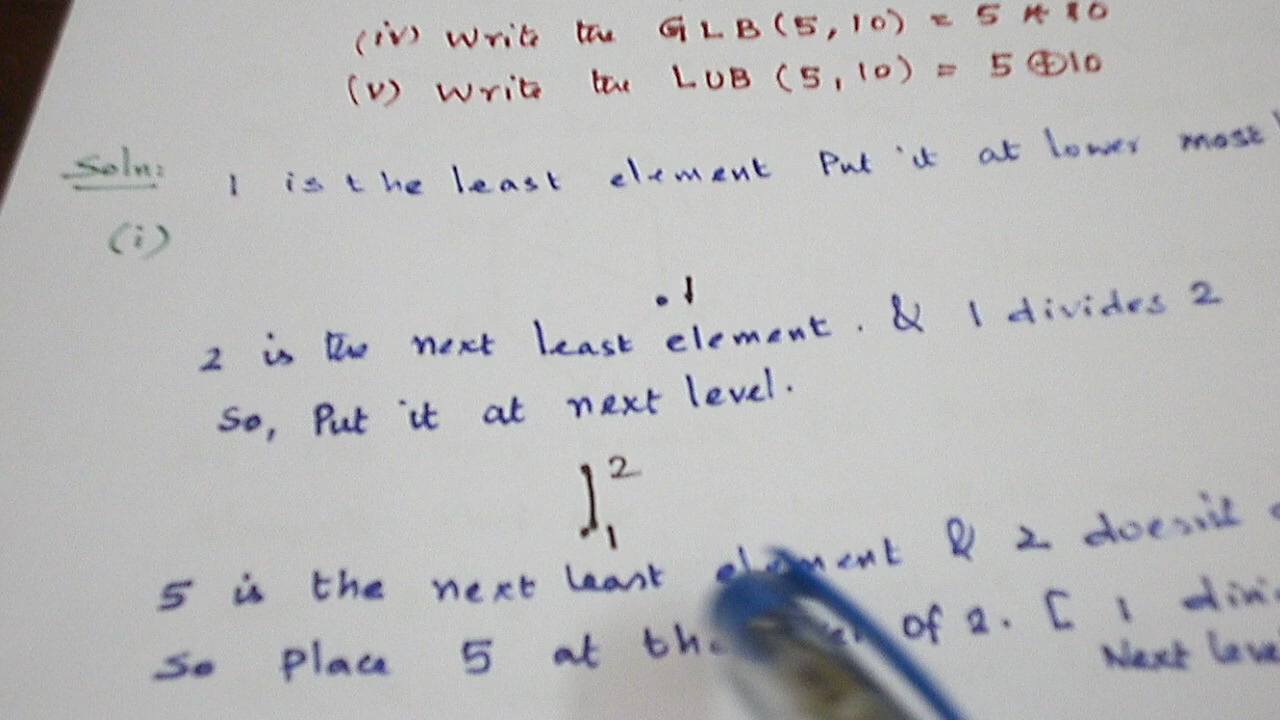 (iv) Write the GLB (5, 10) = 5 * 10
(v) Write the LUB (5, 10) = 5 ⊕ 10
Soln: 1 is the least element Put it at lower most
(i)
. 1
2 is the next least element. & 1 divides 2
So, Put it at next level.
2
1
5 is the next least element & 2 doesn't
So Place 5 at the of 2. [ 1
Next